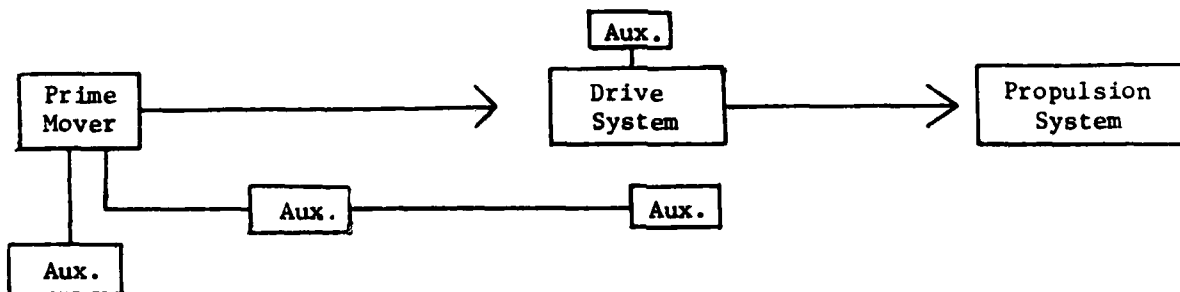 Aux.
Prime
Mover
Drive
System
Propulsion
System
Aux.
Aux.
Aux.